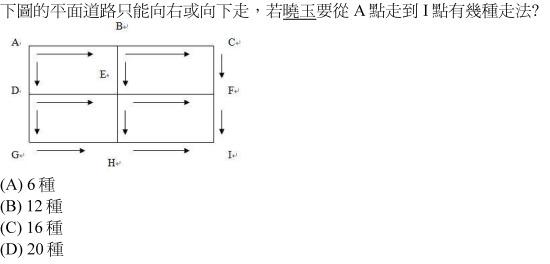 下圖的平面道路只能向右或向下走，若曉玉要從 A 點走到 I 點有幾種走法?
B↵
A↵ C↵
E↵
D↵ F↵
G↵ I↵
H↵
(A) 6 種
(B) 12 種
(C) 16 種
(D) 20 種